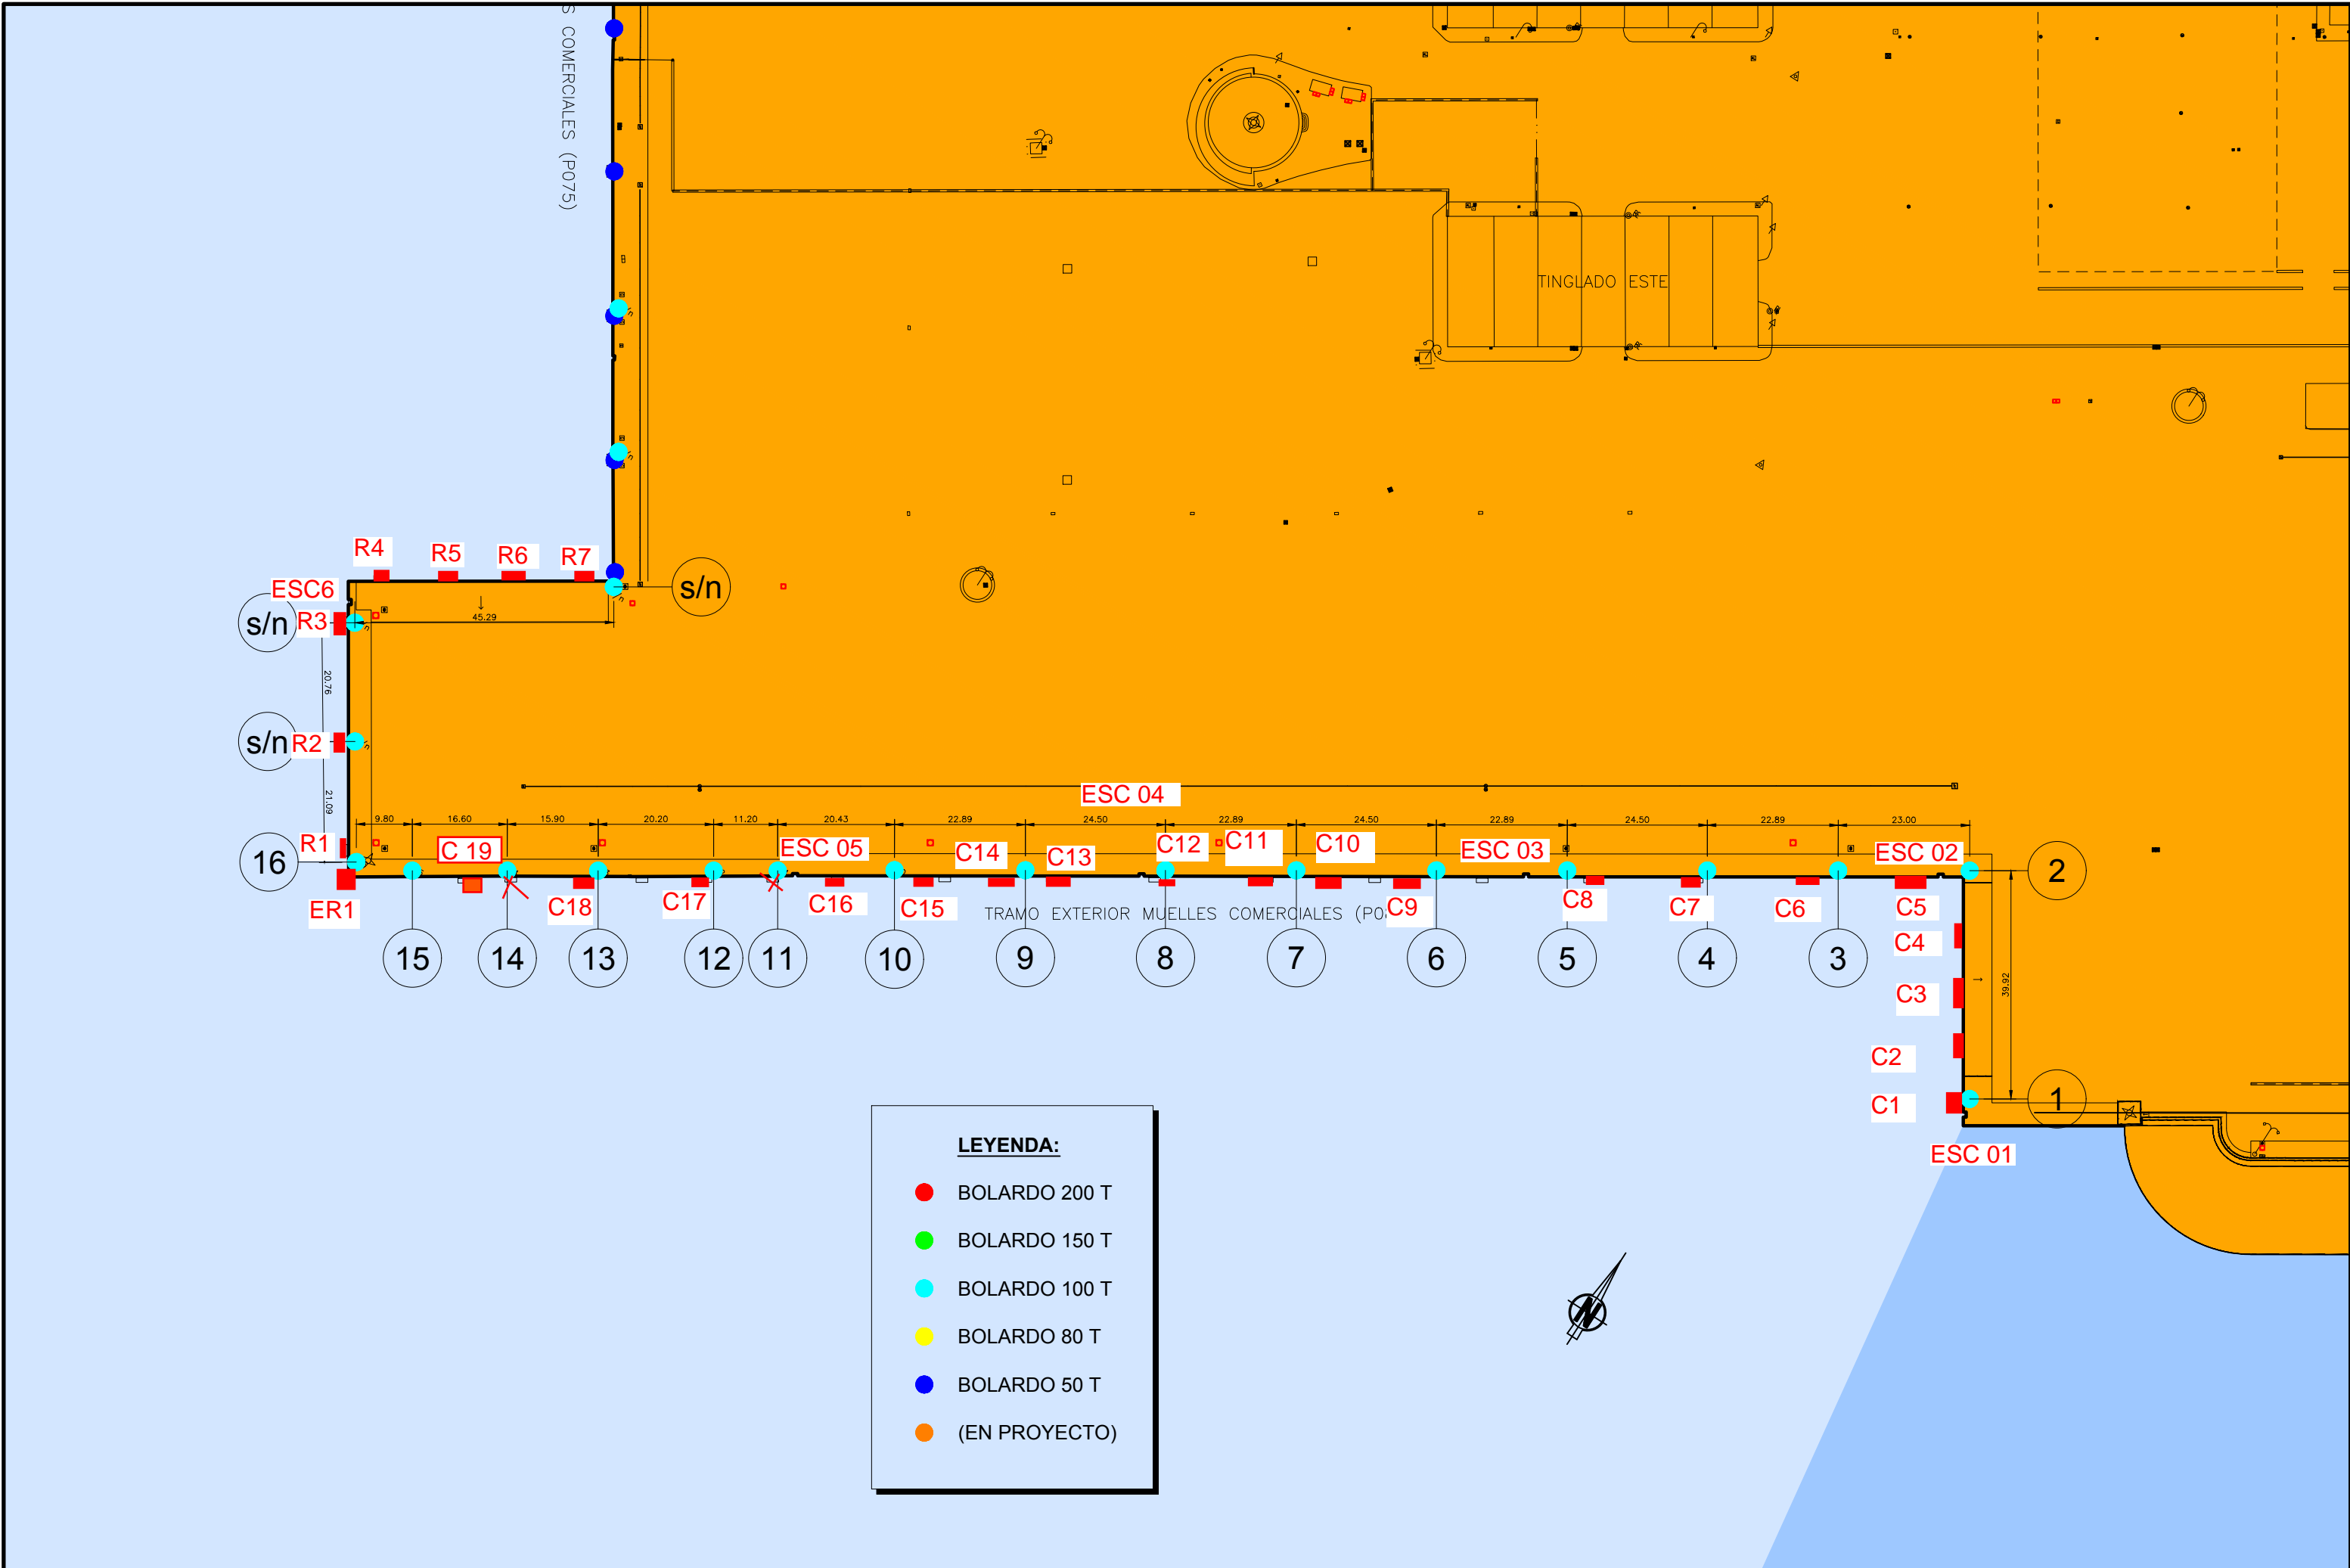 S COMERCIALES (P075)
TINGLADO ESTE
R4
R5
R6
R7
ESC6
s/n
R3
s/n
45.29
20.76
s/n
R2
21.09
ESC 04
9.80
16.60
15.90
20.20
11.20
20.43
22.89
24.50
22.89
24.50
22.89
24.50
22.89
23.00
R1
16
C 19
ESC 05
C14
C13
C12
C11
C10
ESC 03
ESC 02
2
ER1
C18
C17
C16
C15
C9
C8
C7
C6
C5
TRAMO EXTERIOR MUELLES COMERCIALES (P0
C4
15
14
13
12
11
10
9
8
7
6
5
4
3
39.92
C3
C2
C1
1
ESC 01
LEYENDA:
BOLARDO 200 T
BOLARDO 150 T
BOLARDO 100 T
BOLARDO 80 T
BOLARDO 50 T
(EN PROYECTO)
N